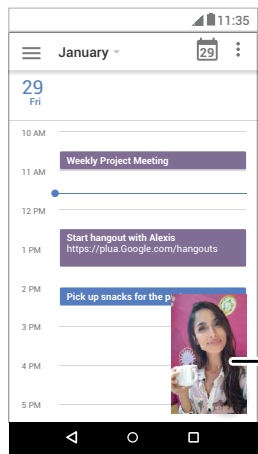 11:35
January
29
29
Fri
10 AM
Weekly Project Meeting
11 AM
12 PM
Start hangout with Alexis
https://plua.Google.com/hangouts
1 PM
2 PM
Pick up snacks for the
3 PM
4 PM
5 PM